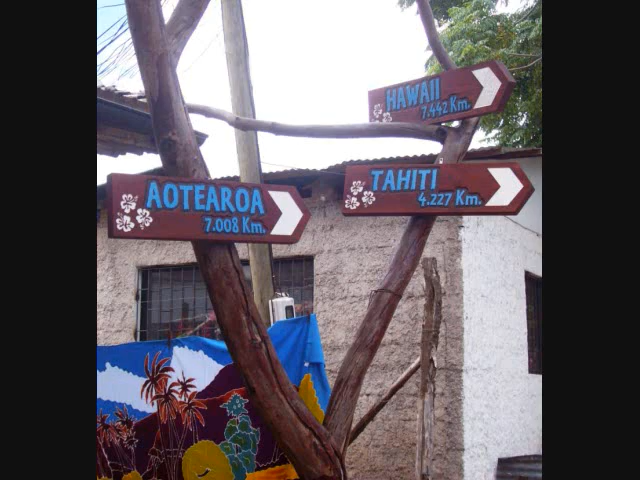 HAWAII
7.442 Km.
TAHITI
4.227 Km.
AOTEAROA
7.008 Km.